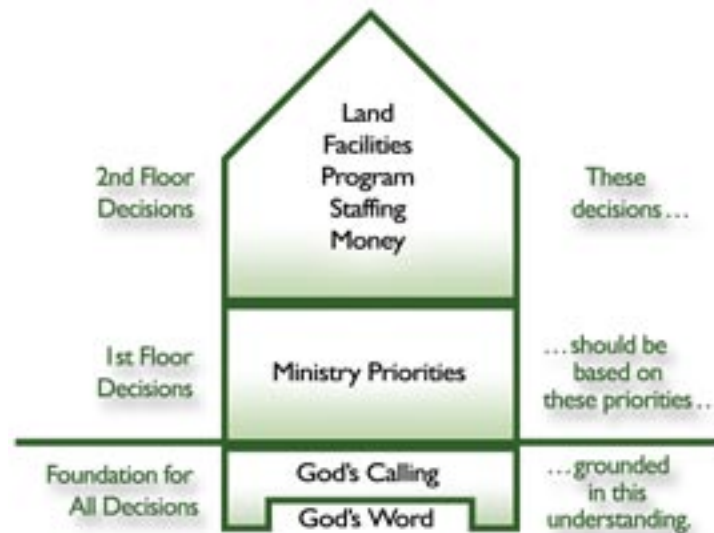 Land
Facilities
Program
Staffing
Money
2nd Floor
Decisions
These
decisions…
1st Floor
Decisions
Ministry Priorities
…should be
based on
these priorities…
Foundation for
All Decisions
God's Calling
God's Word
…grounded
in this
understanding.